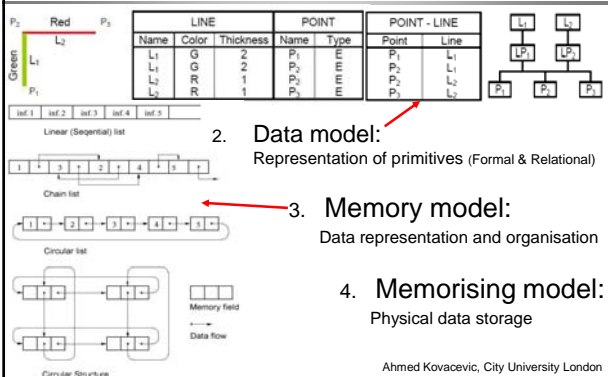 P₂ Red P₃
L₂
Green
L₁
P₁
LINE
Name Color Thickness
L₁ G 2
L₁ G 2
L₂ R 1
L₂ R 1
POINT
Name Type
P₁ E
P₂ E
P₂ E
P₃ E
POINT - LINE
Point Line
P₁ L₁
P₂ L₁
P₂ L₂
P₃ L₂
L₁ L₂
LP₁ LP₂
P₁ P₂ P₃
inf.1 inf.2 inf.3 inf.4 inf.5
Linear (Seqential) list
2. Data model:
Representation of primitives (Formal & Relational)
1 3 2 4 5
Chain list
3. Memory model:
Data representation and organisation
1 2 3 4 5
Circular list
4. Memorising model:
Physical data storage
Memory field
Data flow
Circular Structure
Ahmed Kovacevic, City University London